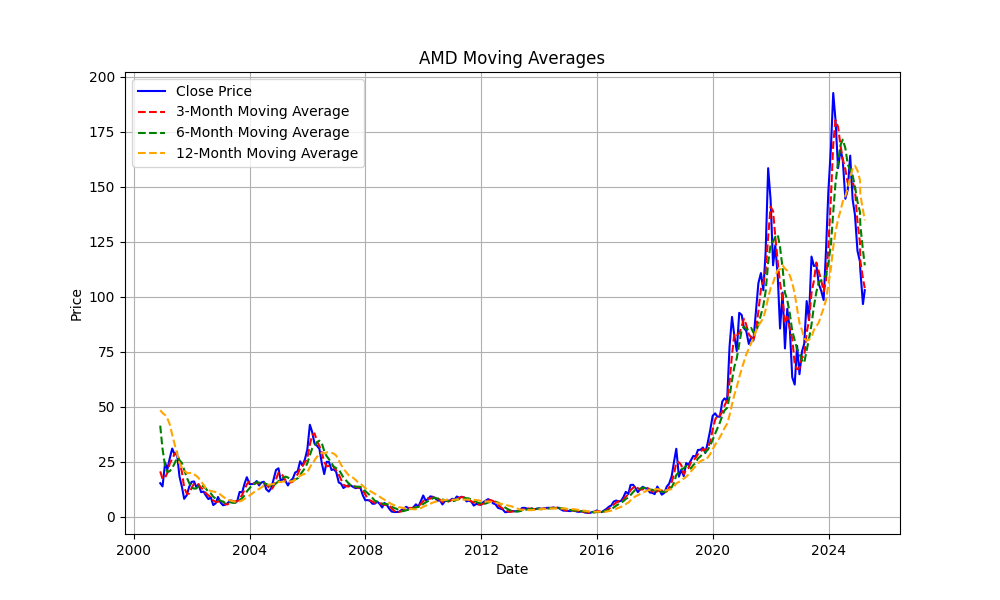 AMD Moving Averages
200
175
150
125
100
75
50
25
0
Price
Close Price
3-Month Moving Average
6-Month Moving Average
12-Month Moving Average
2000 2004 2008 2012 2016 2020 2024
Date